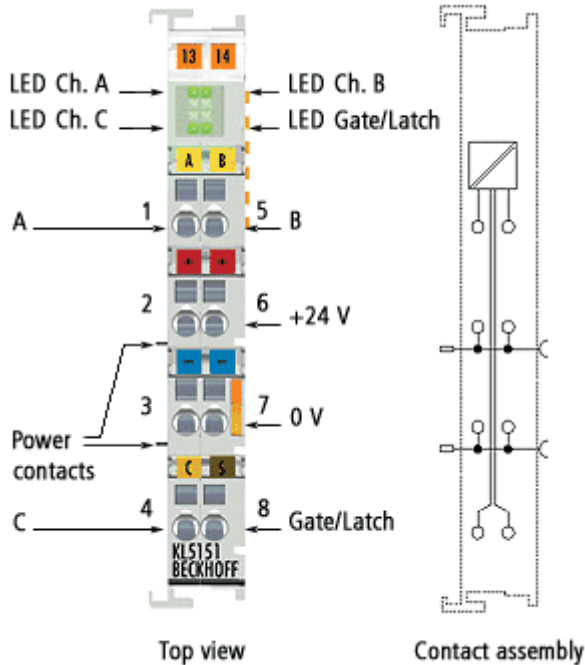 13 14
LED Ch. A
LED Ch. B
LED Ch. C
LED Gate/Latch
A B
A
1
5
B
+ +
2
6
+24 V
- -
3
7
0 V
Power
contacts
C S
C
4
8
Gate/Latch
KL5151
BECKHOFF
Top view
Contact assembly